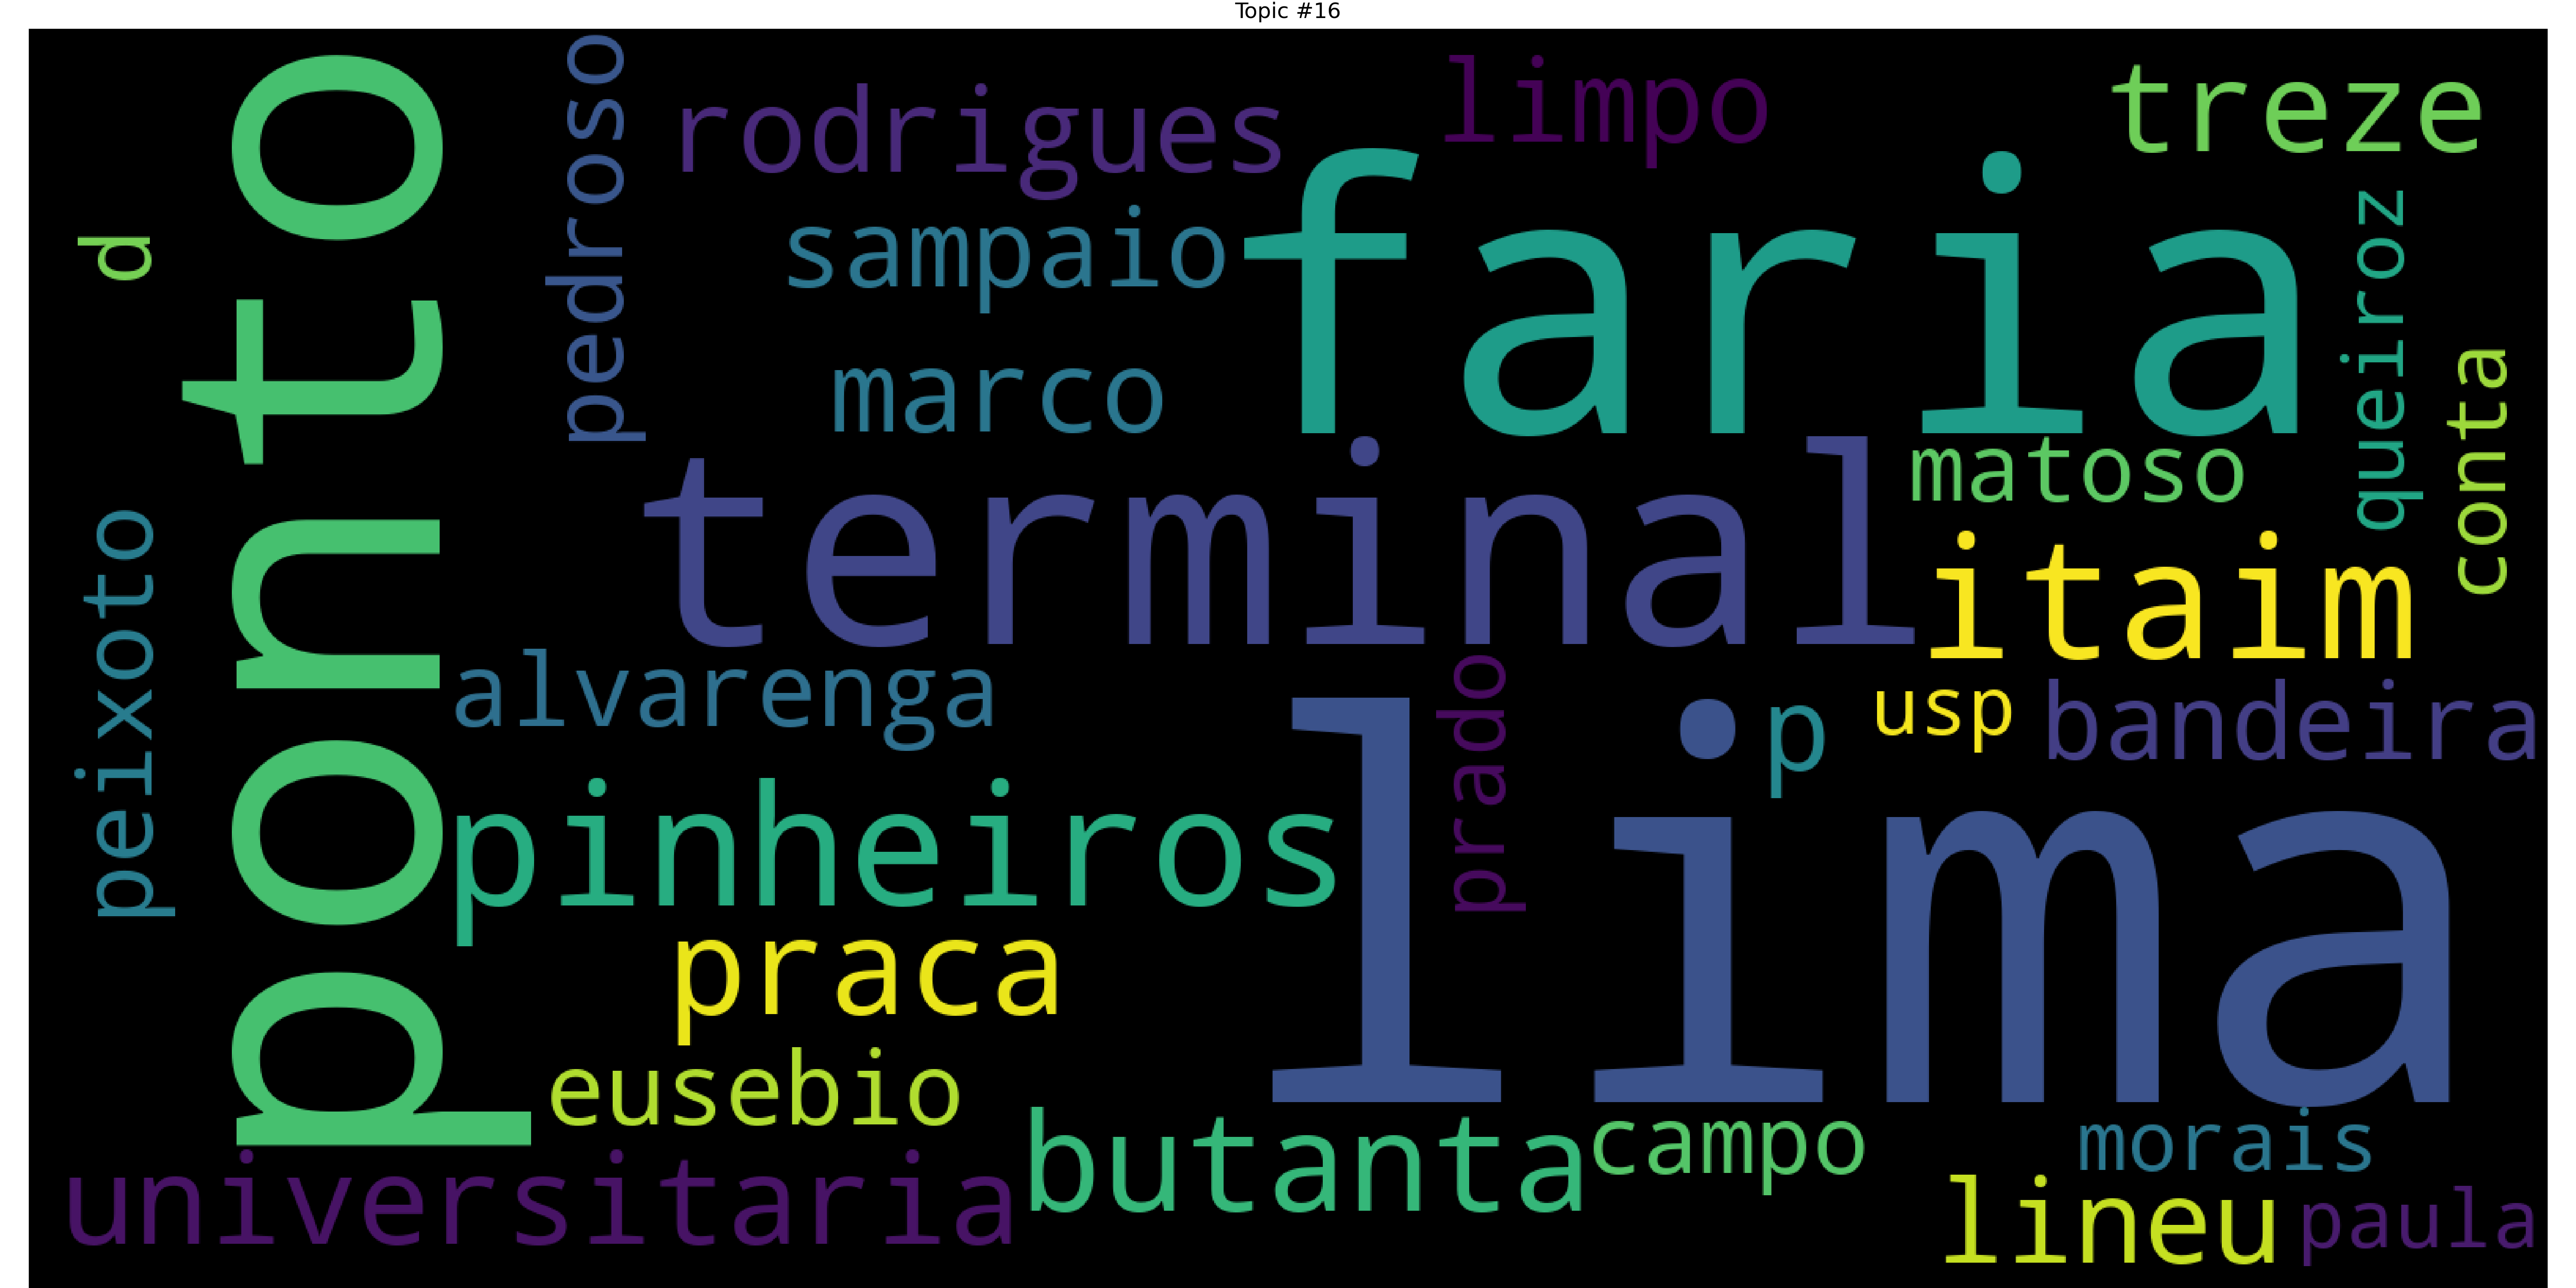 Topic #16
ponto
d
peixoto
pedroso
rodrigues
limpo
treze
sampaio
faria
marco
queiroz
conta
terminal
matoso
itaim
alvarenga
prado
p
usp
bandeira
pinheiros
lima
praca
eusebio
butanta
campo
morais
universitaria
lineu
paula